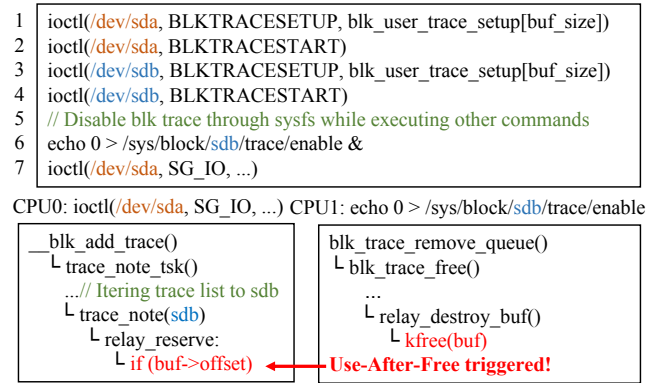 1 ioctl(/dev/sda, BLKTRACESETUP, blk_user_trace_setup[buf_size])
2 ioctl(/dev/sda, BLKTRACESTART)
3 ioctl(/dev/sdb, BLKTRACESETUP, blk_user_trace_setup[buf_size])
4 ioctl(/dev/sdb, BLKTRACESTART)
5 // Disable blk trace through sysfs while executing other commands
6 echo 0 > /sys/block/sdb/trace/enable &
7 ioctl(/dev/sda, SG_IO, ...)
CPU0: ioctl(/dev/sda, SG_IO, ...) CPU1: echo 0 > /sys/block/sdb/trace/enable
__blk_add_trace()
└ trace_note_tsk()
...// Itering trace list to sdb
└ trace_note(sdb)
└ relay_reserve:
└ if (buf->offset)
blk_trace_remove_queue()
└ blk_trace_free()
...
└ relay_destroy_buf()
└ kfree(buf)
Use-After-Free triggered!